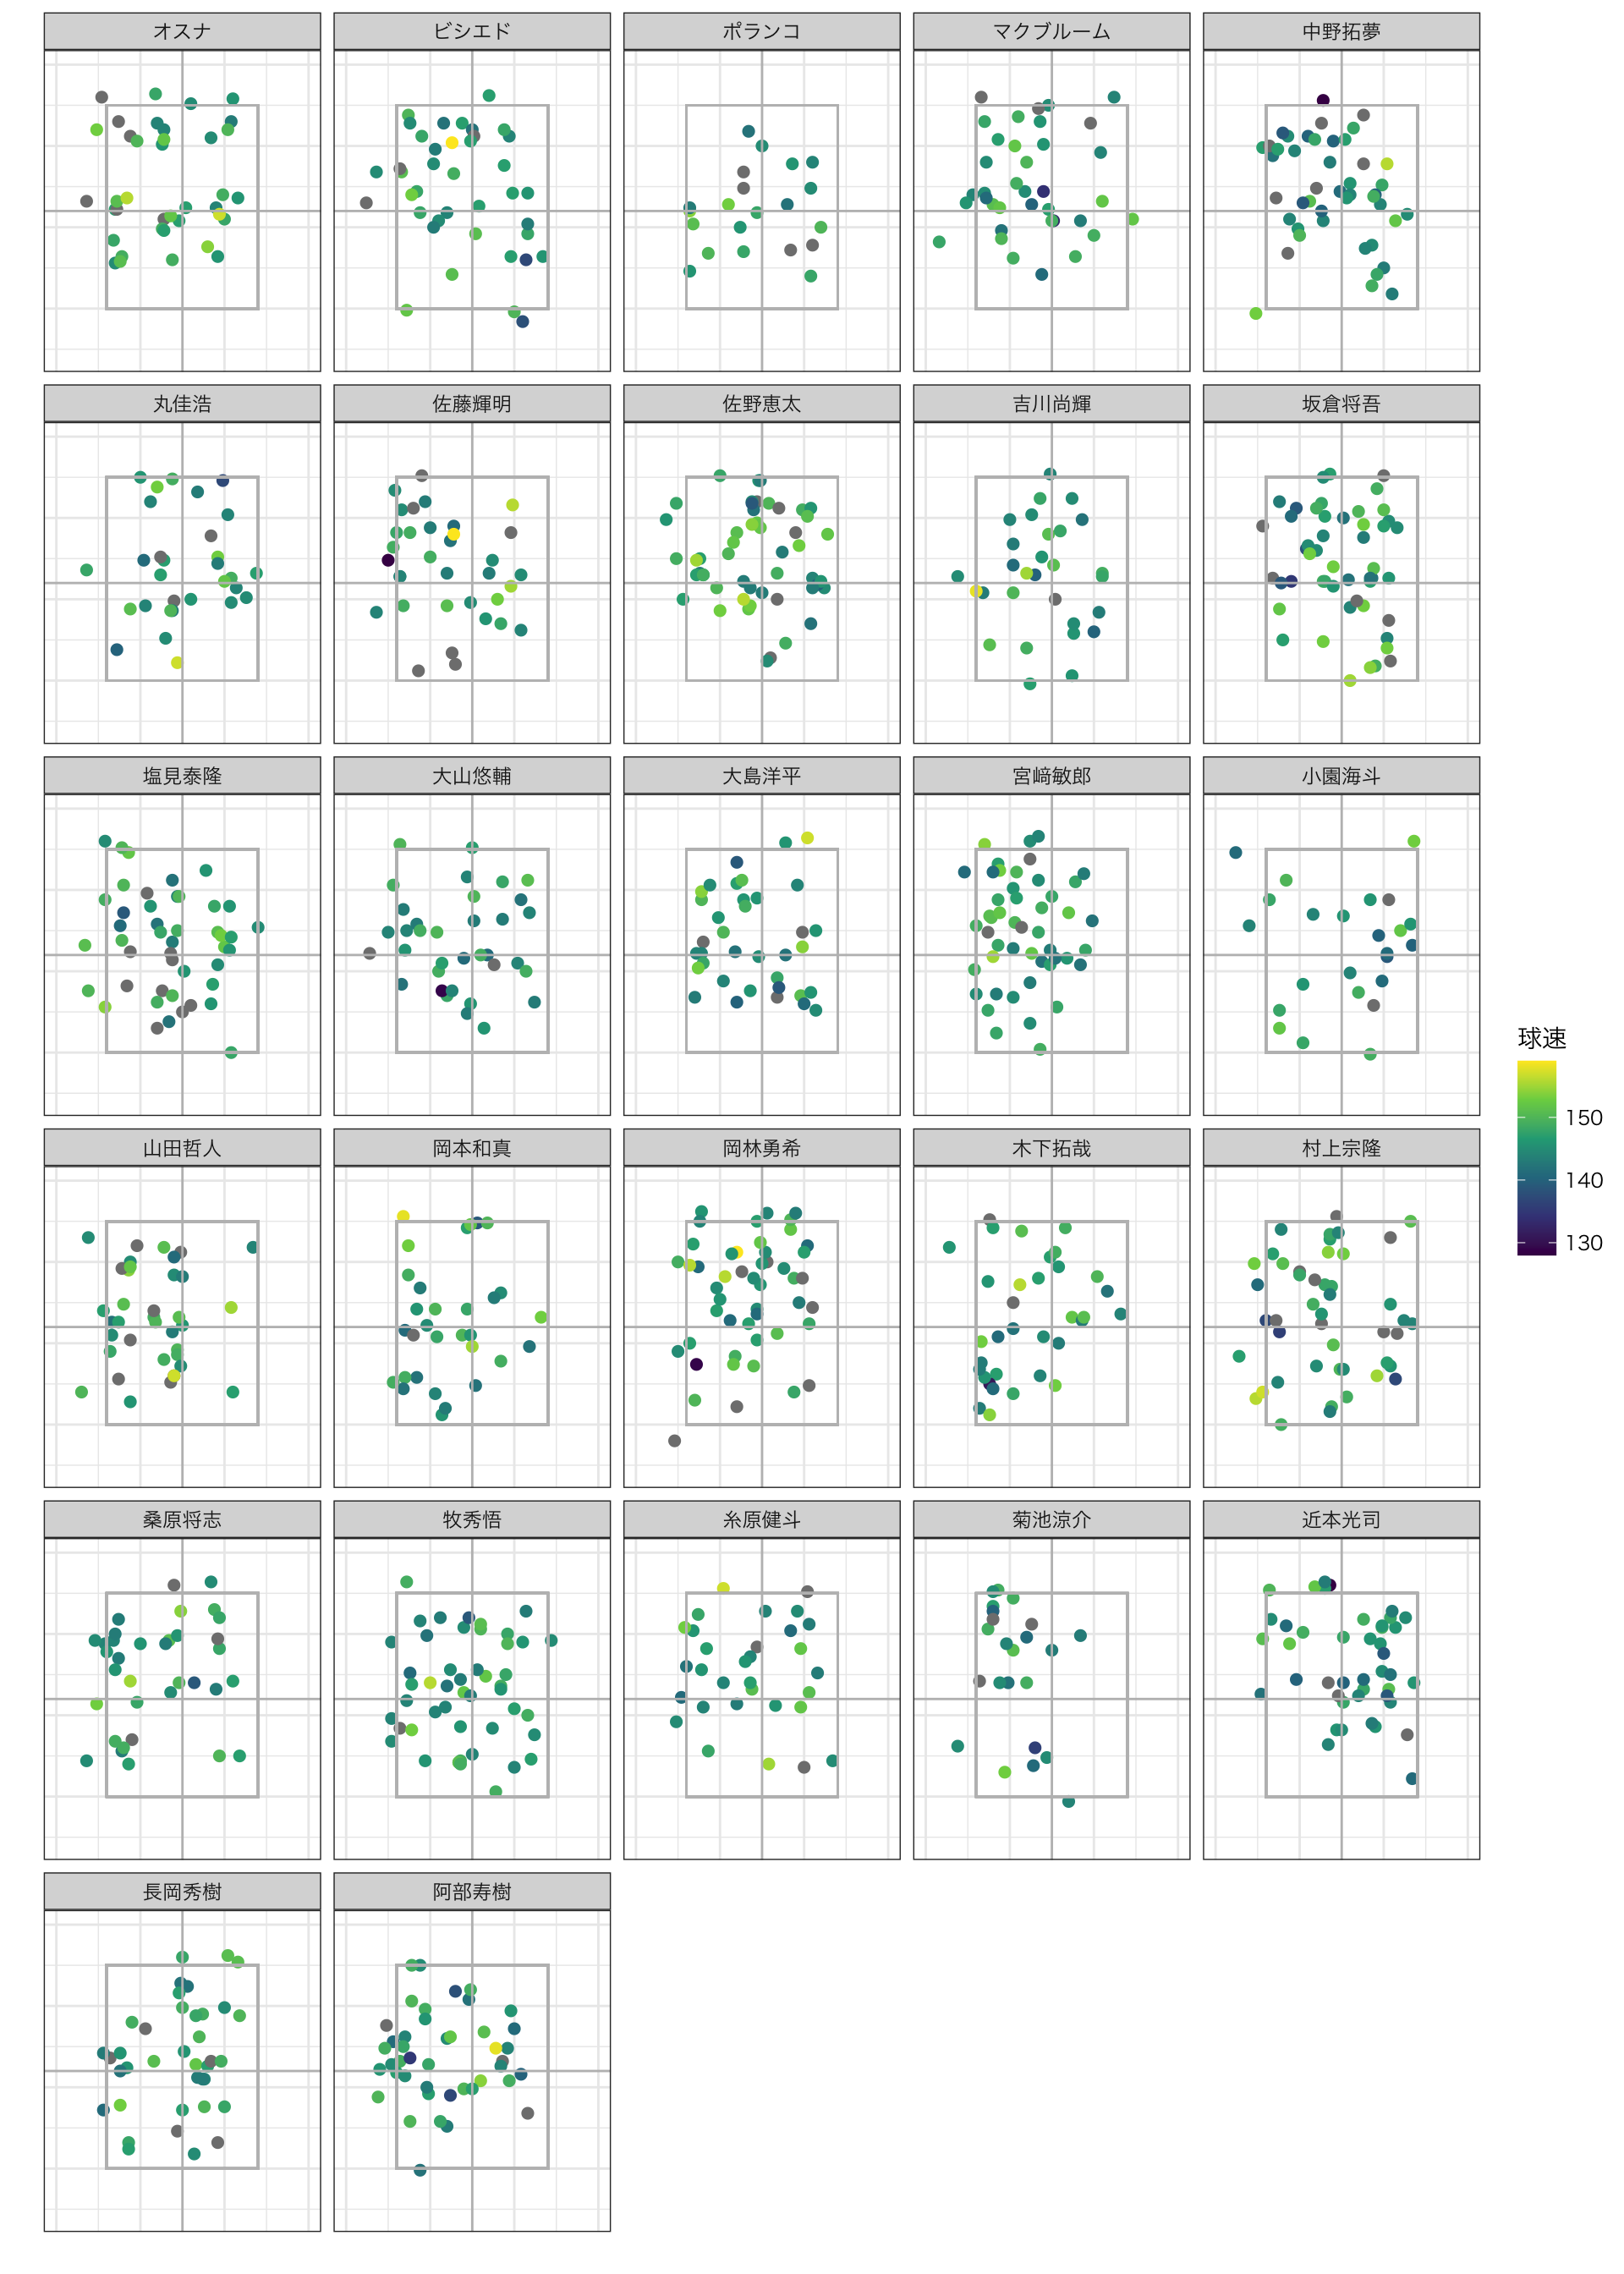 オスナ
ビシエド
ポランコ
マクブルーム
中野拓夢
丸佳浩
佐藤輝明
佐野恵太
吉川尚輝
坂倉将吾
塩見泰隆
大山悠輔
大島洋平
宮﨑敏郎
小園海斗
山田哲人
岡本和真
岡林勇希
木下拓哉
村上宗隆
桑原将志
牧秀悟
糸原健斗
菊池涼介
近本光司
長岡秀樹
阿部寿樹
球速
150
140
130